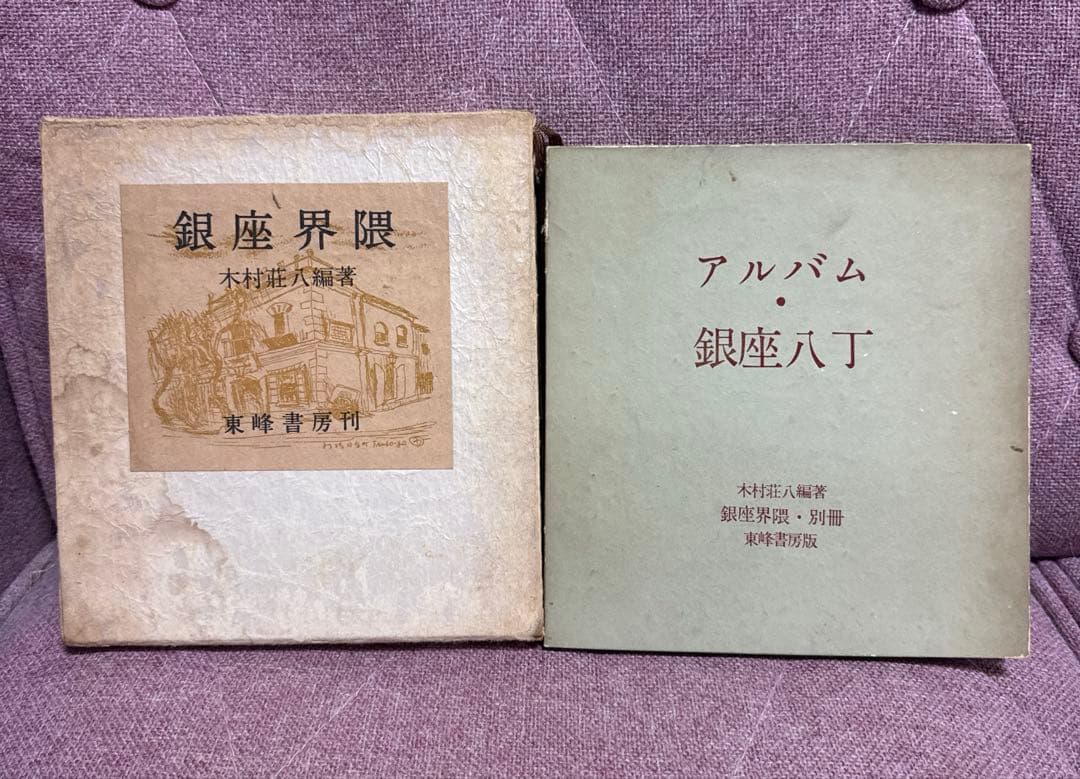 銀座界隈
木村荘八編著
東峰書房刊
アルバム
・
銀座八丁
木村荘八編著
銀座界隈・別冊
東峰書房版